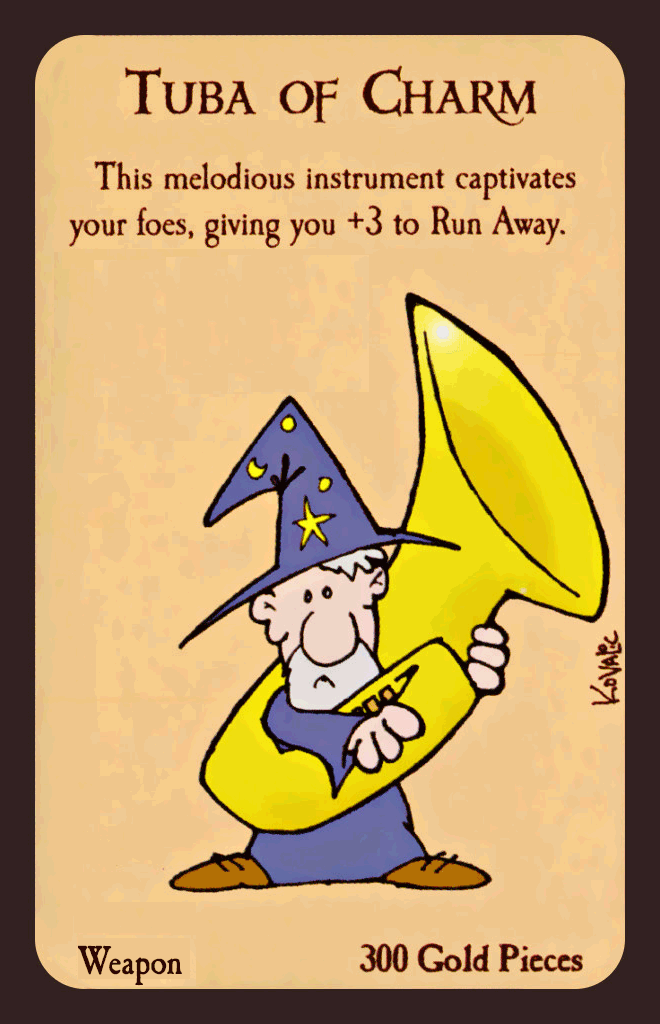 Tuba of Charm
This melodious instrument captivates
your foes, giving you +3 to Run Away.
Kovalic
Weapon
300 Gold Pieces